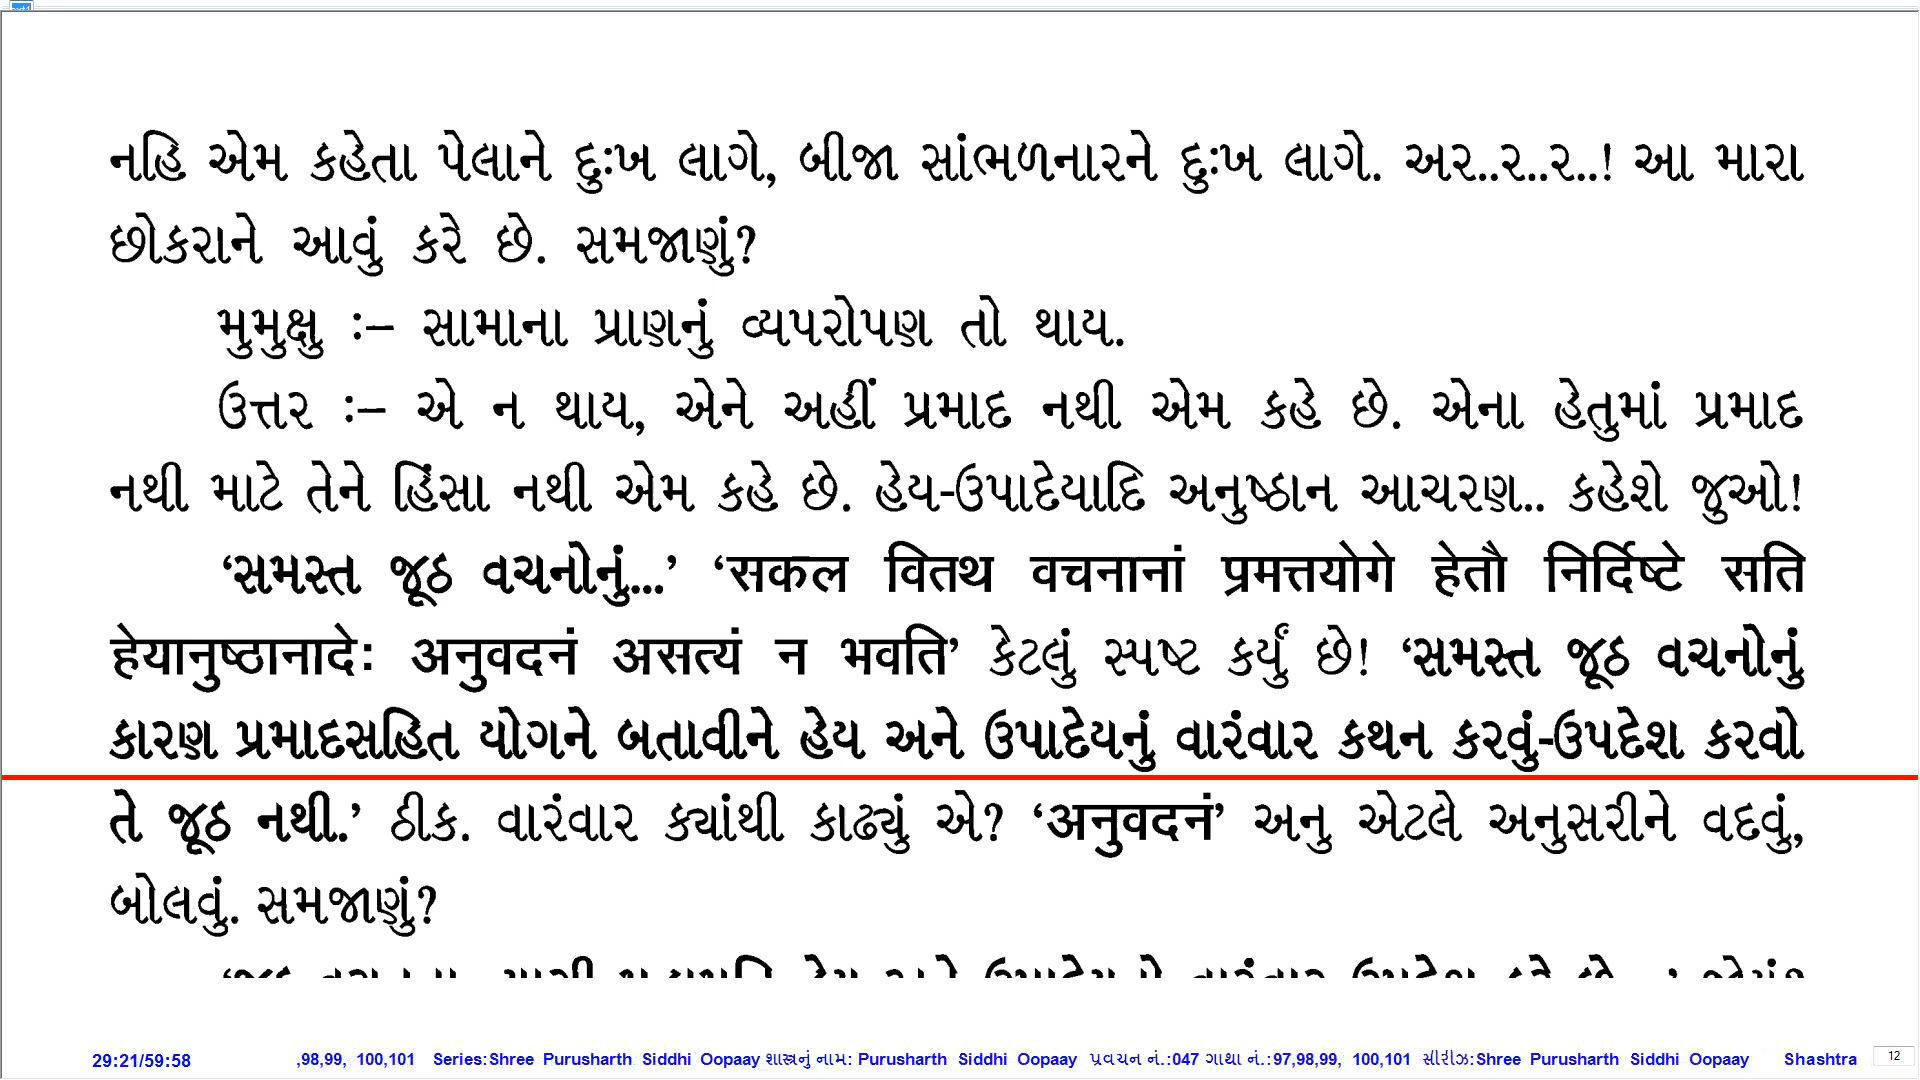 નહિ એમ કહેતા પેલાને દુઃખ લાગે, બીજા સાંભળનારને દુઃખ લાગે. અર..ર..ર..! આ મારા
છોકરાને આવું કરે છે. સમજાણું?
મુમુક્ષુ :– સામાના પ્રાણનું વ્યપરોપણ તો થાય.
ઉત્તર :– એ ન થાય, એને અહીં પ્રમાદ નથી એમ કહે છે. એના હેતુમાં પ્રમાદ
નથી માટે તેને હિંસા નથી એમ કહે છે. હેય-ઉપાદેયાદિ અનુષ્ઠાન આચરણ.. કહેશે જુઓ!
‘સમસ્ત જૂઠ વચનોનું...’ ‘सकल वितथ वचनानां प्रमत्तयोगे हेतौ निर्दिष्टे सति
हेयानुष्ठानादेः अनुवदनं असत्यं न भवति’ કેટલું સ્પષ્ટ કર્યું છે! ‘સમસ્ત જૂઠ વચનોનું
કારણ પ્રમાદસહિત યોગને બતાવીને હેય અને ઉપાદેયનું વારંવાર કથન કરવું-ઉપદેશ કરવો
તે જૂઠ નથી.’ ઠીક. વારંવાર ક્યાંથી કાઢ્યું એ? ‘अनुवदनं’ અનુ એટલે અનુસરીને વદવું,
બોલવું. સમજાણું?
29:21/59:58 ,98,99, 100,101 Series:Shree Purusharth Siddhi Oopaay શાસ્ત્રનું નામ: Purusharth Siddhi Oopaay પ્રવચન નં.:047 ગાથા નં.:97,98,99, 100,101 સીરીઝ:Shree Purusharth Siddhi Oopaay Shashtra 12